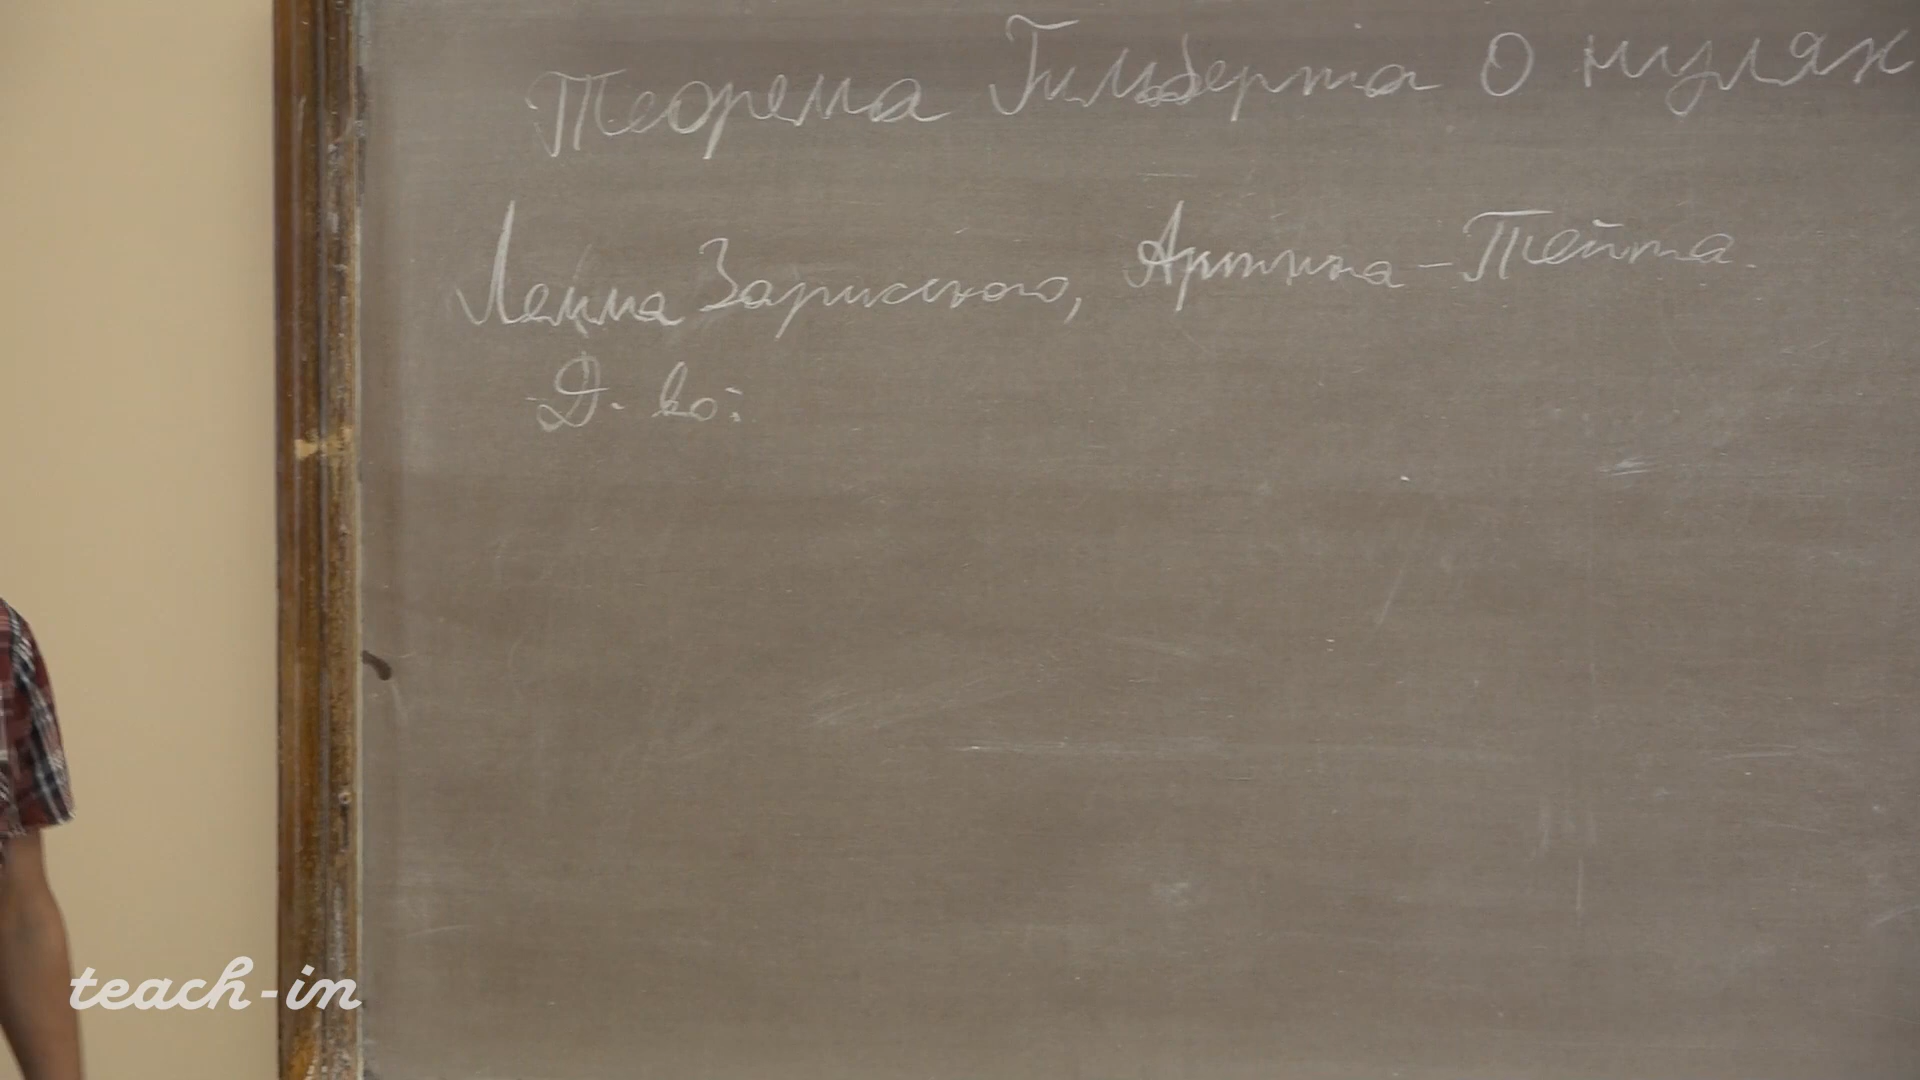 Теорема Гильберта о нулях
Лемма Зарисского, Артина-Тейта.
Д-во:
teach-in